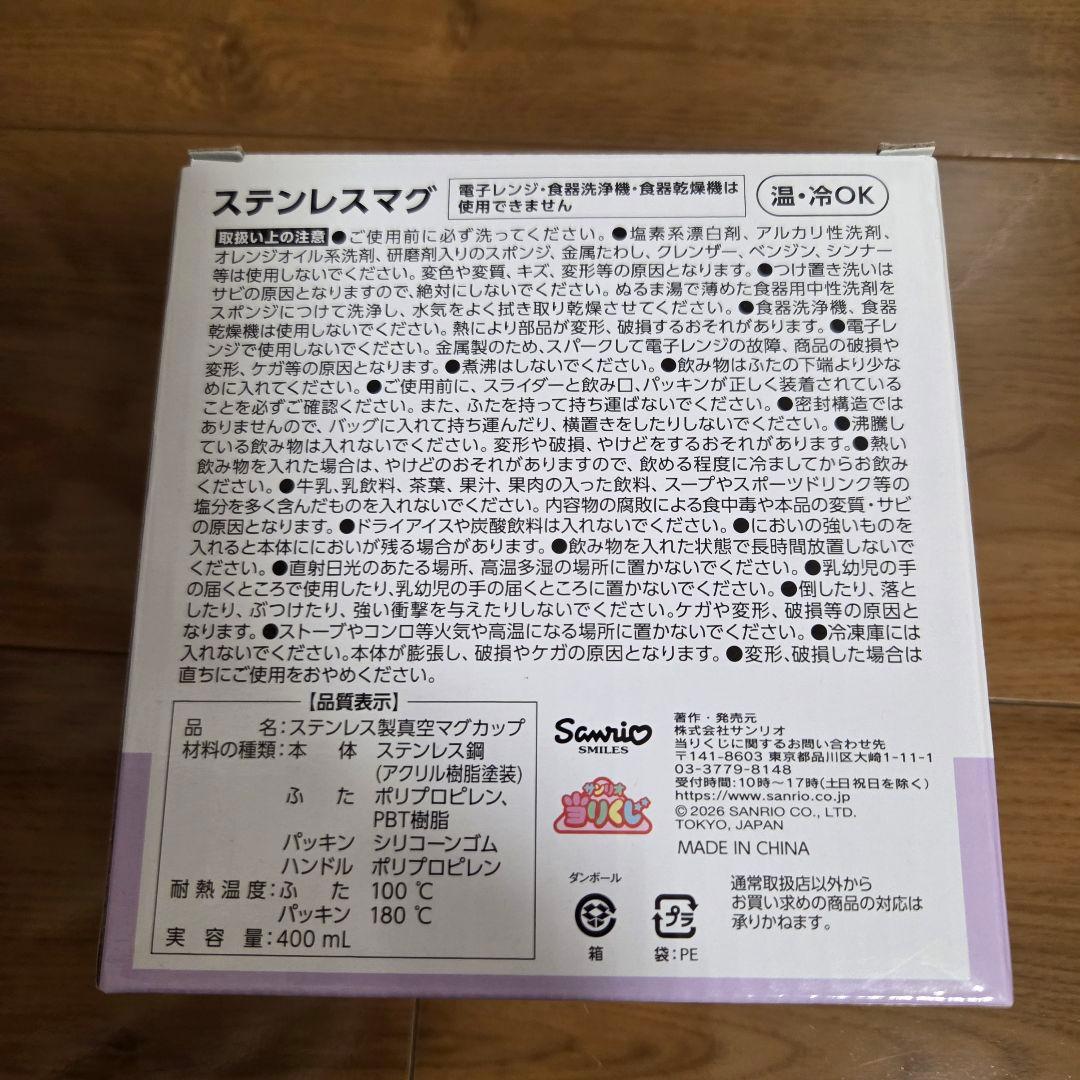 ステンレスマグ
電子レンジ・食器洗浄機・食器乾燥機は
使用できません
温・冷OK
取扱い上の注意 ●ご使用前に必ず洗ってください。●塩素系漂白剤、アルカリ性洗剤、
オレンジオイル系洗剤、研磨剤入りのスポンジ、金属たわし、クレンザー、ベンジン、シンナー
等は使用しないでください。変色や変質、キズ、変形等の原因となります。●つけ置き洗いは
サビの原因となりますので、絶対にしないでください。ぬるま湯で薄めた食器用中性洗剤を
スポンジにつけて洗浄し、水気をよく拭き取り乾燥させてください。●食器洗浄機、食器
乾燥機は使用しないでください。熱により部品が変形、破損するおそれがあります。●電子レ
ンジで使用しないでください。金属製のため、スパークして電子レンジの故障、商品の破損や
変形、ケガ等の原因となります。●煮沸はしないでください。●飲み物はふたの下端より少な
めに入れてください。●ご使用前に、スライダーと飲み口、パッキンが正しく装着されている
ことを必ずご確認ください。また、ふたを持って持ち運ばないでください。●密封構造では
ありませんので、バッグに入れて持ち運んだり、横置きをしたりしないでください。●沸騰
している飲み物は入れないでください。変形や破損、やけどをするおそれがあります。●熱い
飲み物を入れた場合は、やけどのおそれがありますので、飲める程度に冷ましてからお飲み
ください。●牛乳、乳飲料、茶葉、果汁、果肉の入った飲料、スープやスポーツドリンク等の
塩分を多く含んだものを入れないでください。内容物の腐敗による食中毒や本品の変質・サビ
の原因となります。●ドライアイスや炭酸飲料は入れないでください。●においの強いものを
入れると本体ににおいが残る場合があります。●飲み物を入れた状態で長時間放置しないで
ください。●直射日光のあたる場所、高温多湿の場所に置かないでください。●乳幼児の手
の届くところで使用したり、乳幼児の手の届くところに置かないでください。●倒したり、落と
したり、ぶつけたり、強い衝撃を与えたりしないでください。ケガや変形、破損等の原因と
なります。●ストーブやコンロ等火気や高温になる場所に置かないでください。●冷凍庫には
入れないでください。本体が膨張し、破損やケガの原因となります。●変形、破損した場合は
直ちにご使用をおやめください。
【品質表示】
品 名:ステンレス製真空マグカップ
材料の種類:本 体 ステンレス鋼
(アクリル樹脂塗装)
ふ た ポリプロピレン、
PBT樹脂
パッキン シリコーンゴム
ハンドル ポリプロピレン
耐熱温度:ふ た 100℃
パッキン 180℃
実容量:400 mL
Sanrio
SMILES
サンリオ
当りくじ
著作・発売元
株式会社サンリオ
当りくじに関するお問い合わせ先
〒141-8603 東京都品川区大崎1-11-1
03-3779-8148
受付時間:10時〜17時(土日祝日を除く)
https://www.sanrio.co.jp
© 2026 SANRIO CO., LTD.
TOKYO, JAPAN
MADE IN CHINA
ダンボール
箱
プラ
袋:PE
通常取扱店以外から
お買い求めの商品の対応は
承りかねます。